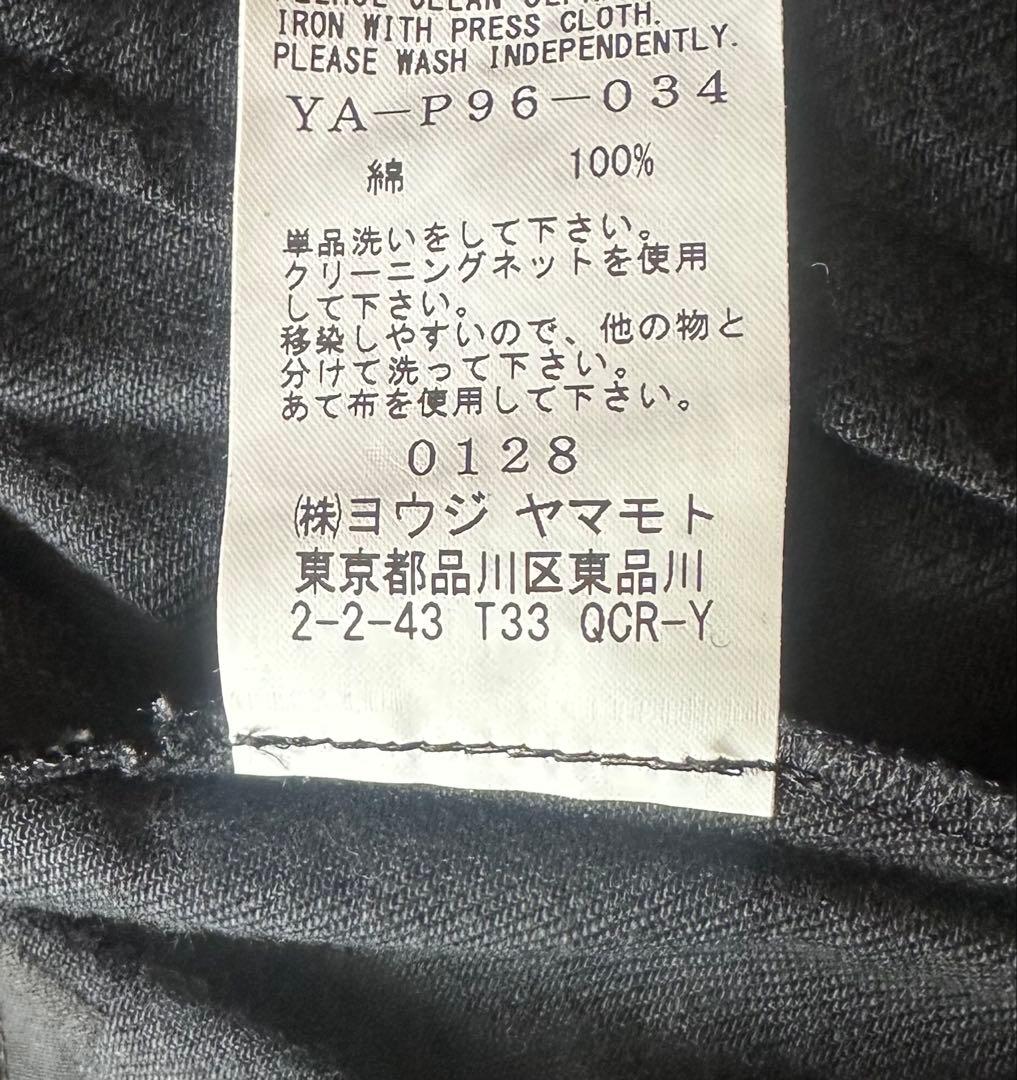 PLEASE CLEAN
IRON WITH PRESS CLOTH.
PLEASE WASH INDEPENDENTLY.
YA-P96-034
綿 100%
単品洗いをして下さい。
クリーニングネットを使用
して下さい。
移染しやすいので、他の物と
分けて洗って下さい。
あて布を使用して下さい。
0128
㈱ヨウジ ヤマモト
東京都品川区東品川
2-2-43 T33 QCR-Y